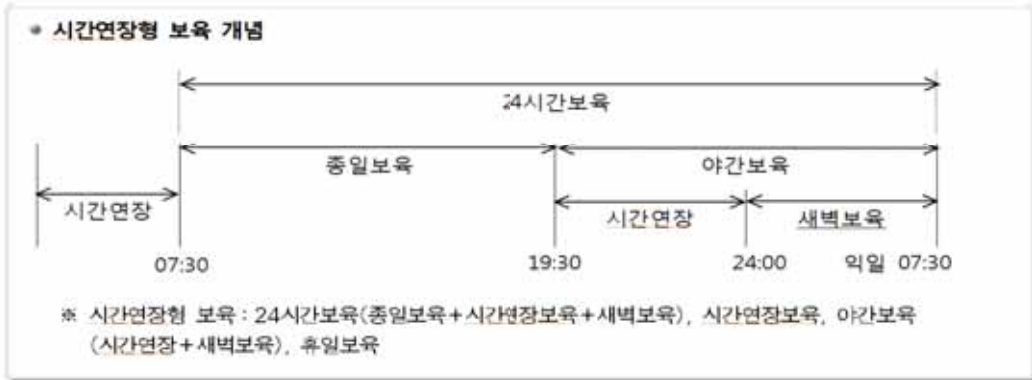 시간연장형 보육 개념
24시간보육
종일보육 야간보육
시간연장 시간연장 새벽보육
07:30 19:30 24:00 익일 07:30
※ 시간연장형 보육 : 24시간보육(종일보육+시간연장보육+새벽보육), 시간연장보육, 야간보육
(시간연장+새벽보육), 휴일보육